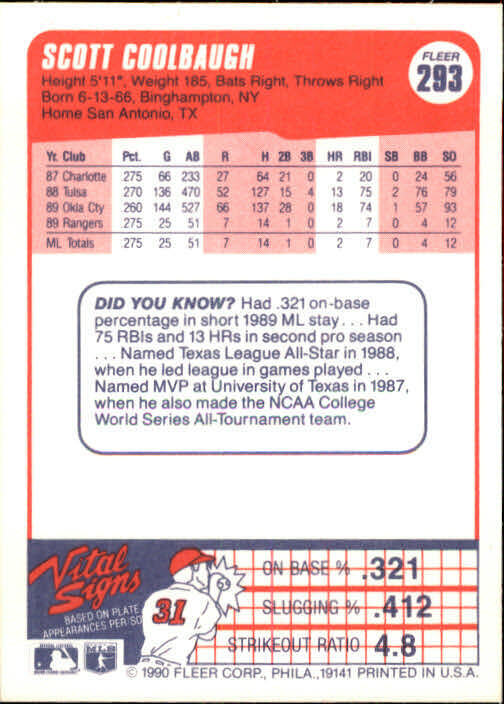 SCOTT COOLBAUGH
Height 5'11", Weight 185, Bats Right, Throws Right
Born 6-13-66, Binghampton, NY
Home San Antonio, TX
FLEER
293
Yr. Club Pct. G AB R H 2B 3B HR RBI SB BB SO
87 Charlotte 275 66 233 27 64 21 0 2 20 0 24 56
88 Tulsa 270 136 470 52 127 15 4 13 75 2 76 79
89 Okla Cty 260 144 527 66 137 28 0 18 74 1 57 93
89 Rangers 275 25 51 7 14 1 0 2 7 0 4 12
ML Totals 275 25 51 7 14 1 0 2 7 0 4 12
DID YOU KNOW? Had .321 on-base
percentage in short 1989 ML stay . . . Had
75 RBIs and 13 HRs in second pro season
. . . Named Texas League All-Star in 1988,
when he led league in games played . . .
Named MVP at University of Texas in 1987,
when he also made the NCAA College
World Series All-Tournament team.
Vital
Signs
BASED ON PLATE
APPEARANCES PER/SO
31
ON BASE % .321
SLUGGING % .412
STRIKEOUT RATIO 4.8
MLB
© 1990 FLEER CORP., PHILA., 19141 PRINTED IN U.S.A.